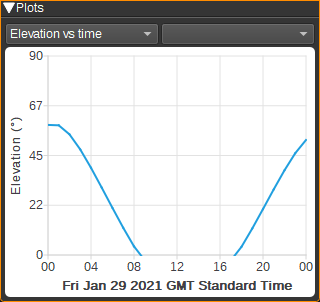 Plots
Elevation vs time
90
67
45
22
0
Elevation (°)
00 04 08 12 16 20 00
Fri Jan 29 2021 GMT Standard Time